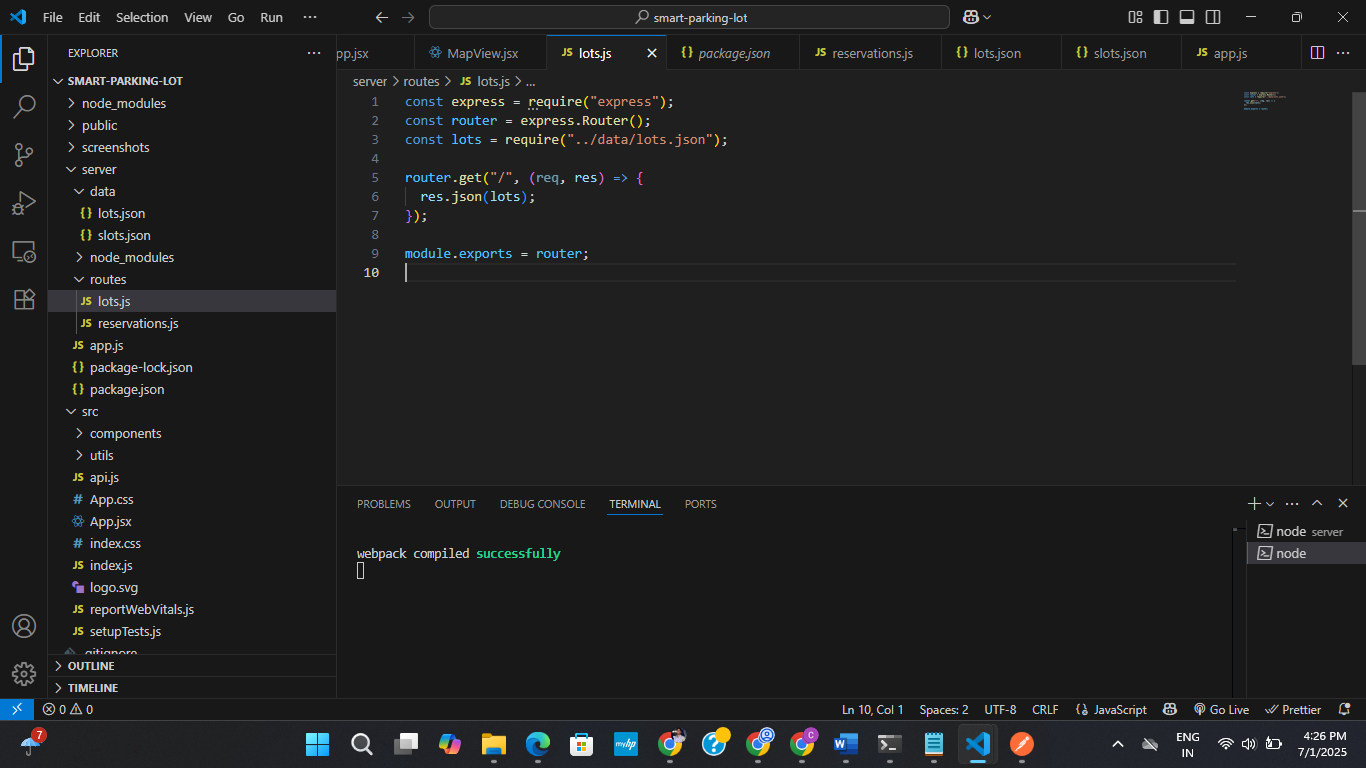 File Edit Selection View Go Run ··· smart-parking-lot
EXPLORER ···
SMART-PARKING-LOT
node_modules
public
screenshots
server
data
{} lots.json
{} slots.json
node_modules
routes
JS lots.js
JS reservations.js
JS app.js
{} package-lock.json
{} package.json
src
components
utils
JS api.js
# App.css
App.jsx
# index.css
JS index.js
logo.svg
JS reportWebVitals.js
JS setupTests.js
.gitignore
OUTLINE
TIMELINE
pp.jsx MapView.jsx JS lots.js {} package.json JS reservations.js {} lots.json {} slots.json JS app.js ···
server > routes > JS lots.js > ...
1 const express = require("express");
2 const router = express.Router();
3 const lots = require("../data/lots.json");
4
5 router.get("/", (req, res) => {
6 res.json(lots);
7 });
8
9 module.exports = router;
10
PROBLEMS OUTPUT DEBUG CONSOLE TERMINAL PORTS
webpack compiled successfully
node server
node
0 0 Ln 10, Col 1 Spaces: 2 UTF-8 CRLF {} JavaScript Go Live Prettier
7 myhp C ENG 4:26 PM
IN 7/1/2025